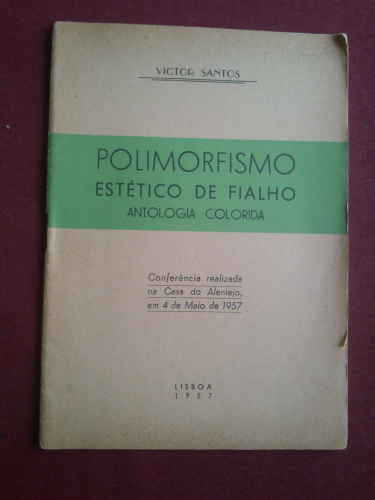 VICTOR SANTOS
POLIMORFISMO
ESTÉTICO DE FIALHO
ANTOLOGIA COLORIDA
Conferência realizada
na Casa do Alentejo,
em 4 de Maio de 1957
LISBOA
1957